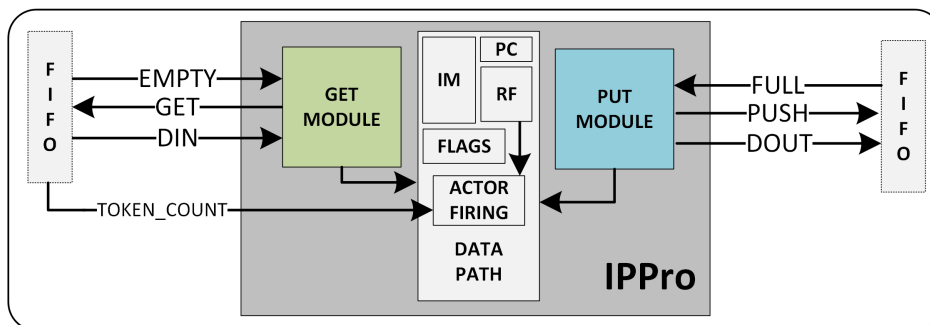 F
I
F
O
EMPTY
GET
DIN
TOKEN_COUNT
GET
MODULE
IM
PC
RF
FLAGS
ACTOR
FIRING
DATA
PATH
PUT
MODULE
IPPro
FULL
PUSH
DOUT
F
I
F
O